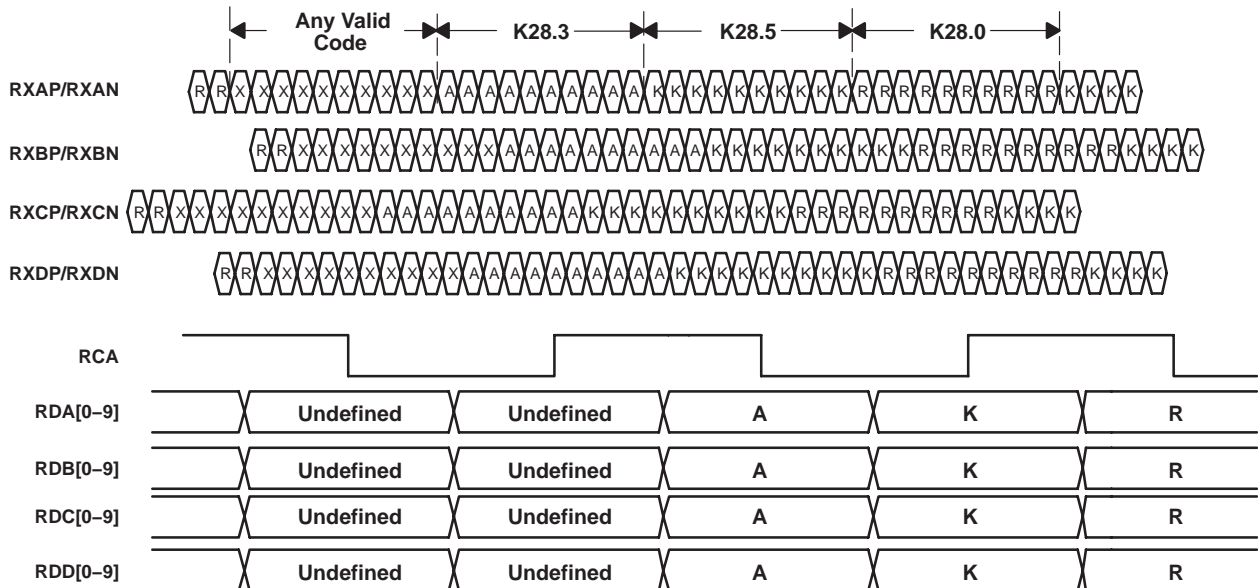 Any Valid Code
K28.3
K28.5
K28.0
RXAP/RXAN R R X X X X X X X X X X A A A A A A A A A A K K K K K K K K K K R R R R R R R R R R K K K K
RXBP/RXBN R R X X X X X X X X X X A A A A A A A A A A K K K K K K K K K K R R R R R R R R R R K K K K
RXCP/RXCN R R X X X X X X X X X X A A A A A A A A A A K K K K K K K K K K R R R R R R R R R R K K K K
RXDP/RXDN R R X X X X X X X X X X A A A A A A A A A A K K K K K K K K K K R R R R R R R R R R K K K K
RCA
RDA[0–9] Undefined Undefined A K R
RDB[0–9] Undefined Undefined A K R
RDC[0–9] Undefined Undefined A K R
RDD[0–9] Undefined Undefined A K R